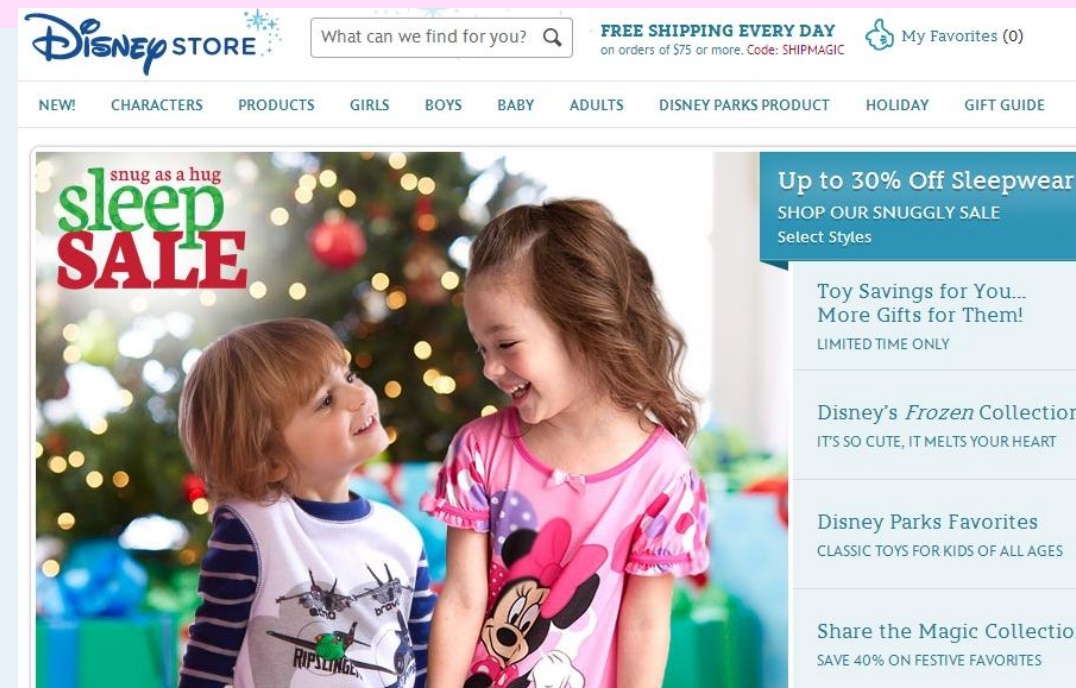 Disney STORE
What can we find for you?
FREE SHIPPING EVERY DAY
on orders of $75 or more. Code: SHIPMAGIC
My Favorites (0)
NEW! CHARACTERS PRODUCTS GIRLS BOYS BABY ADULTS DISNEY PARKS PRODUCT HOLIDAY GIFT GUIDE
snug as a hug
sleep
SALE
Up to 30% Off Sleepwear
SHOP OUR SNUGGLY SALE
Select Styles
Toy Savings for You...
More Gifts for Them!
LIMITED TIME ONLY
Disney's Frozen Collection
IT'S SO CUTE, IT MELTS YOUR HEART
Disney Parks Favorites
CLASSIC TOYS FOR KIDS OF ALL AGES
Share the Magic Collectio
SAVE 40% ON FESTIVE FAVORITES
echo bravo
RIPSLINGER